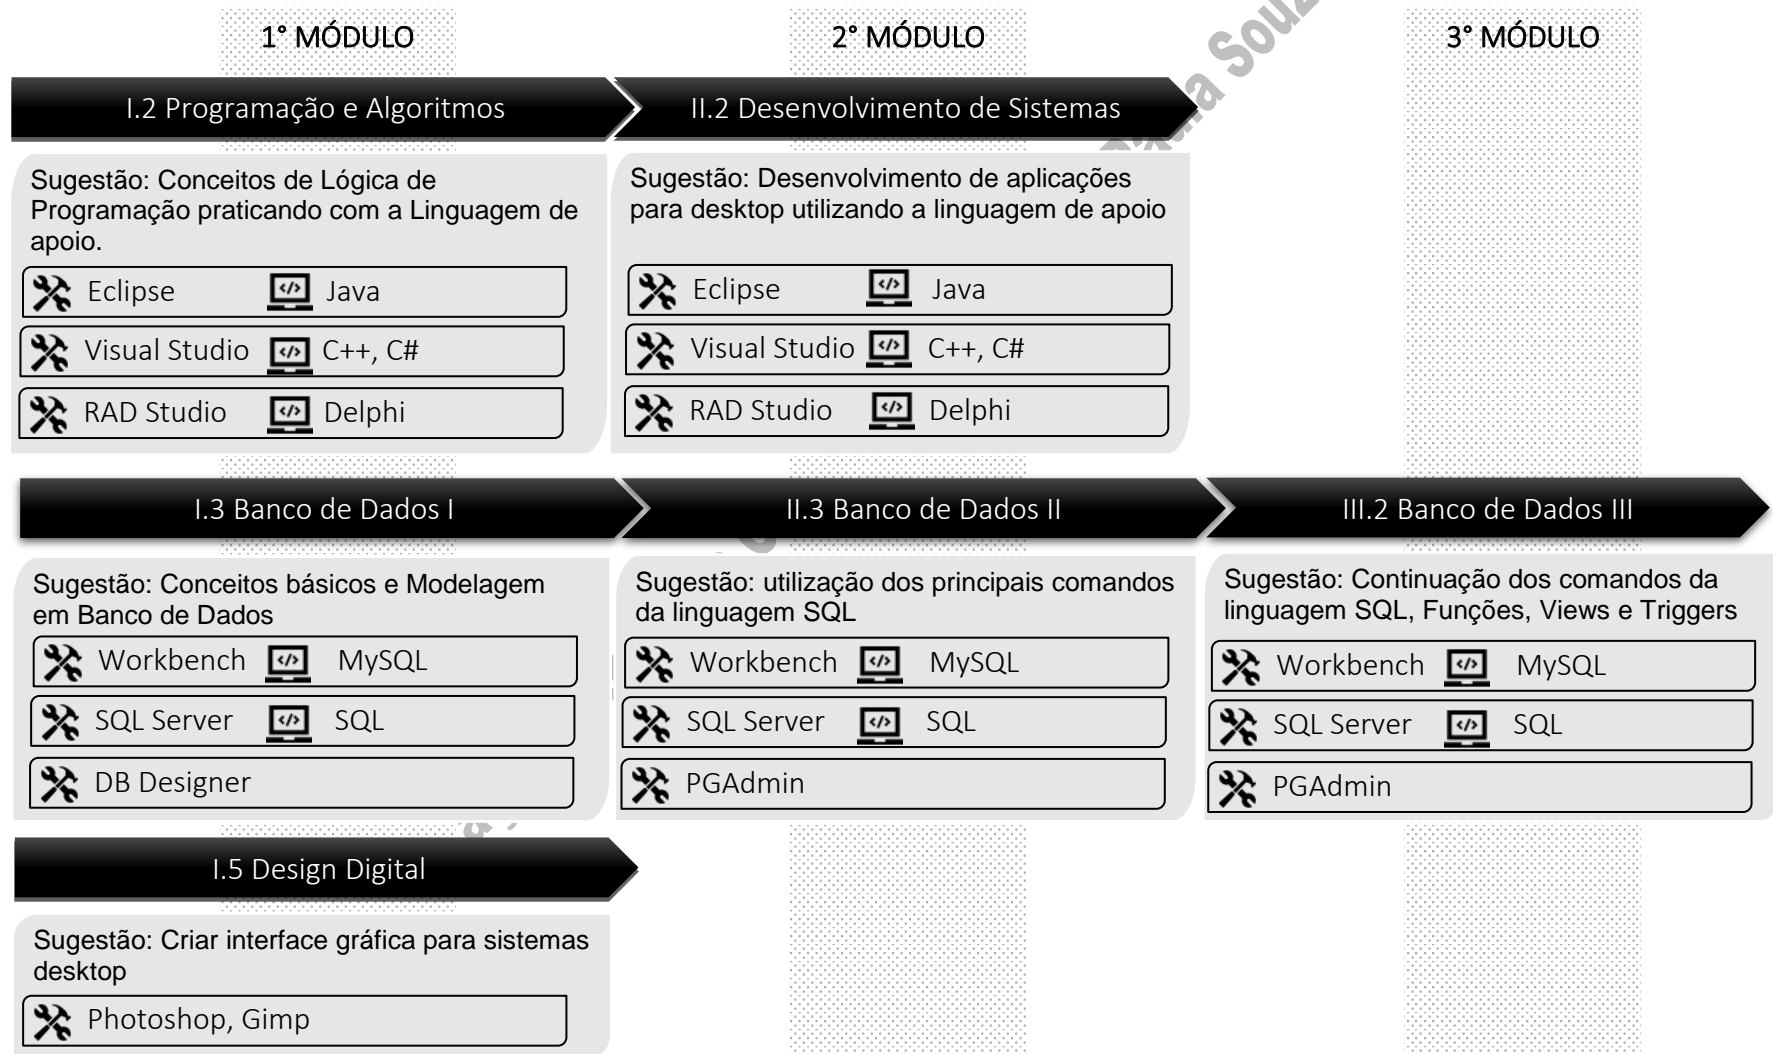 1° MÓDULO
2° MÓDULO
3° MÓDULO
I.2 Programação e Algoritmos
II.2 Desenvolvimento de Sistemas
Sugestão: Conceitos de Lógica de
Programação praticando com a Linguagem de
apoio.
Eclipse
Java
Visual Studio
C++, C#
RAD Studio
Delphi
Sugestão: Desenvolvimento de aplicações
para desktop utilizando a linguagem de apoio
Eclipse
Java
Visual Studio
C++, C#
RAD Studio
Delphi
I.3 Banco de Dados I
II.3 Banco de Dados II
III.2 Banco de Dados III
Sugestão: Conceitos básicos e Modelagem
em Banco de Dados
Workbench
MySQL
SQL Server
SQL
DB Designer
Sugestão: utilização dos principais comandos
da linguagem SQL
Workbench
MySQL
SQL Server
SQL
PGAdmin
Sugestão: Continuação dos comandos da
linguagem SQL, Funções, Views e Triggers
Workbench
MySQL
SQL Server
SQL
PGAdmin
I.5 Design Digital
Sugestão: Criar interface gráfica para sistemas
desktop
Photoshop, Gimp